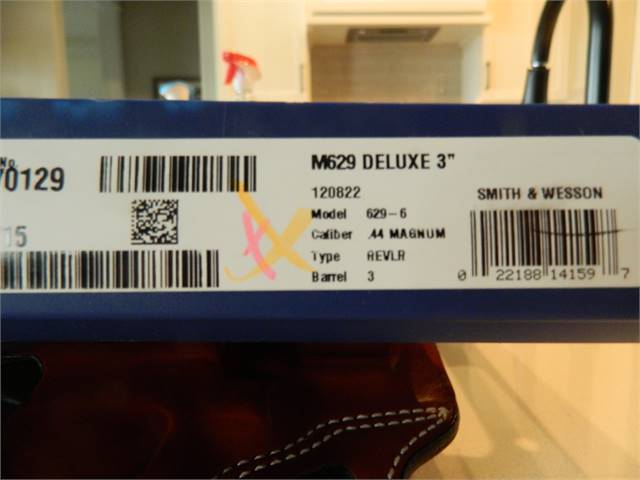 No.
70129
15
M629 DELUXE 3"
120822
Model 629-6
Caliber .44 MAGNUM
Type REVLR
Barrel 3
SMITH & WESSON
0 22188 14159 7